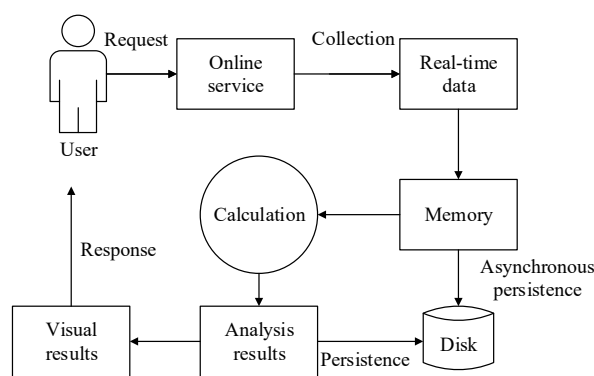 Request
Collection
Online
service
Real-time
data
User
Calculation
Memory
Response
Asynchronous
persistence
Visual
results
Analysis
results
Persistence
Disk